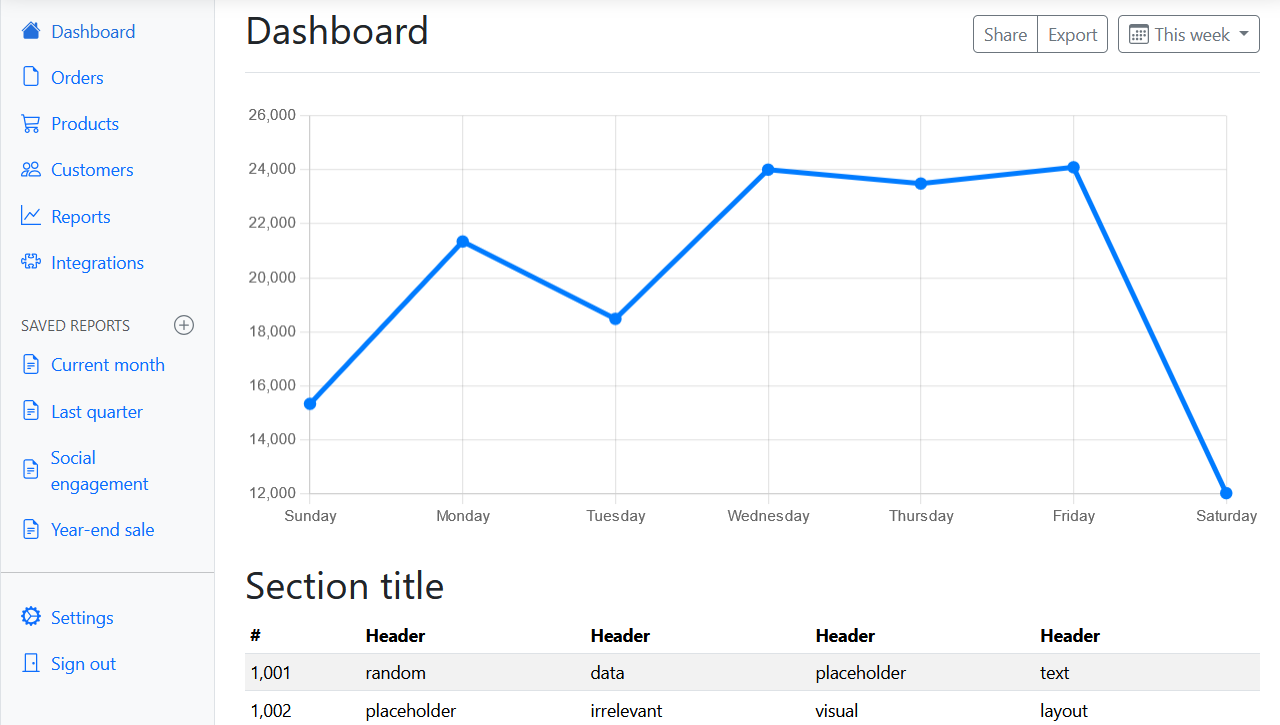 Dashboard
Orders
Products
Customers
Reports
Integrations
SAVED REPORTS
Current month
Last quarter
Social
engagement
Year-end sale
Settings
Sign out
Dashboard
Share Export This week
26,000
24,000
22,000
20,000
18,000
16,000
14,000
12,000
Sunday Monday Tuesday Wednesday Thursday Friday Saturday
Section title
# Header Header Header Header
1,001 random data placeholder text
1,002 placeholder irrelevant visual layout